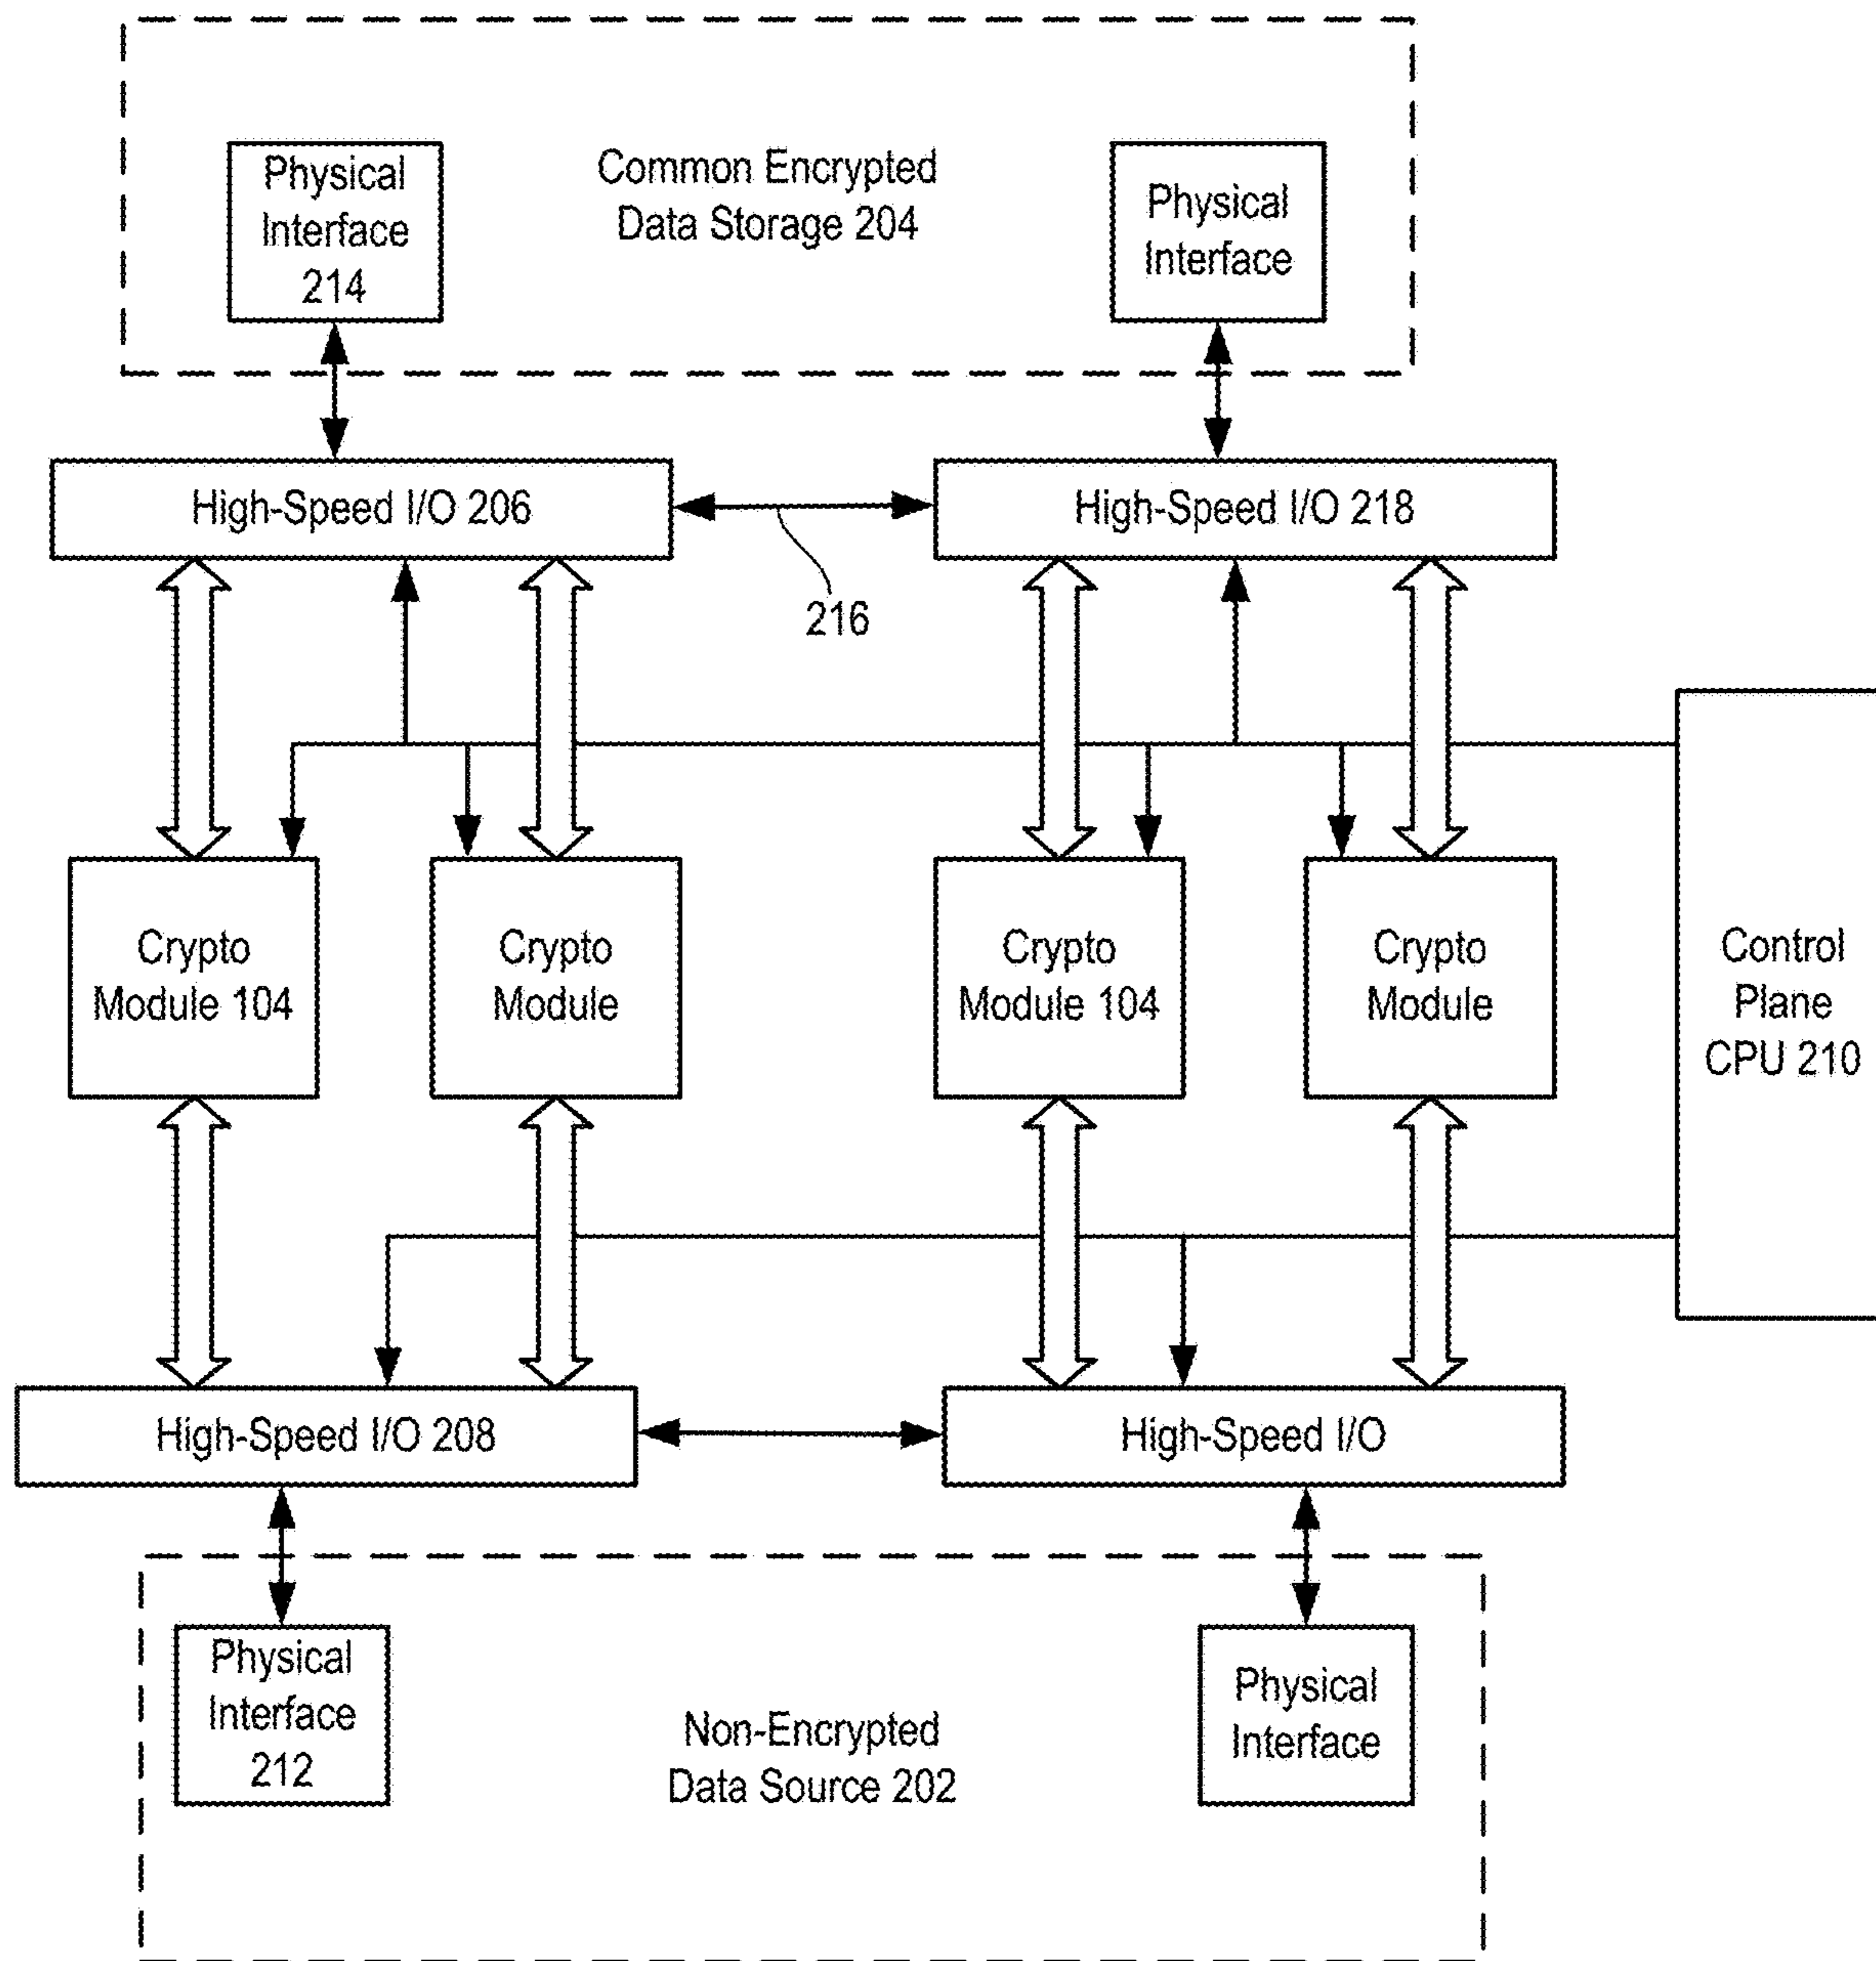 Physical
Interface
214
Common Encrypted
Data Storage 204
Physical
Interface
High-Speed I/O 206
High-Speed I/O 218
216
Crypto
Module 104
Crypto
Module
Crypto
Module 104
Crypto
Module
Control
Plane
CPU 210
High-Speed I/O 208
High-Speed I/O
Physical
Interface
212
Non-Encrypted
Data Source 202
Physical
Interface